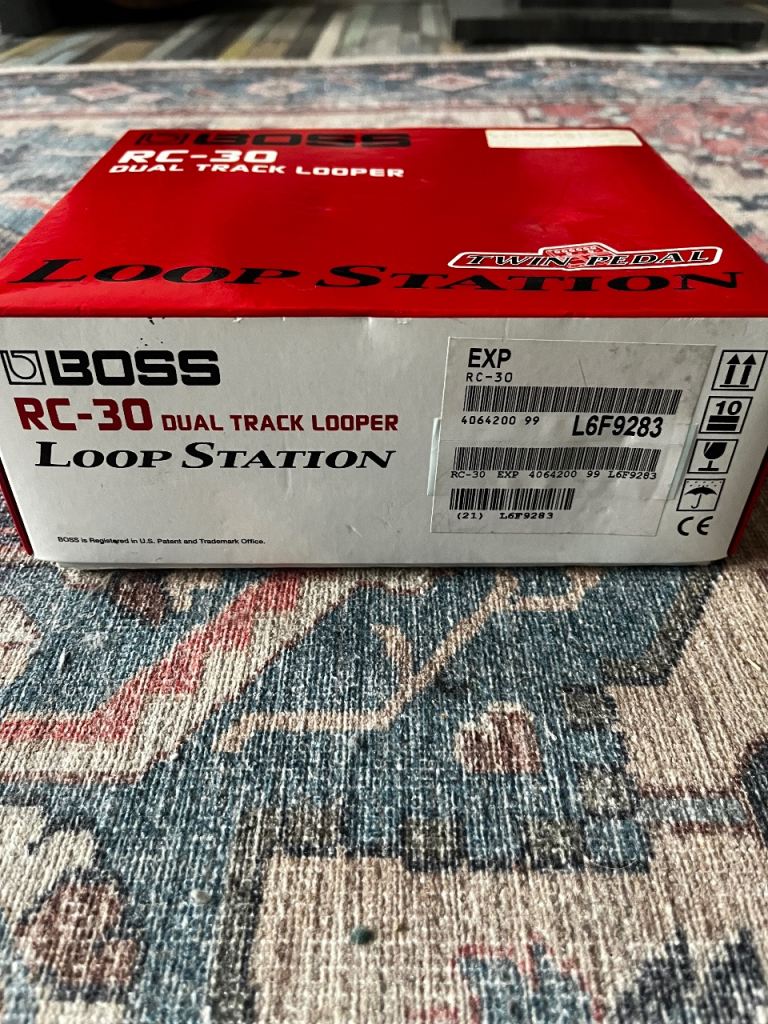 BOSS
RC-30
DUAL TRACK LOOPER
TWIN PEDAL
LOOP STATION
BOSS
RC-30 DUAL TRACK LOOPER
LOOP STATION
BOSS is Registered in U.S. Patent and Trademark Office.
EXP
RC-30
4064200 99 L6F9283
RC-30 EXP 4064200 99 L6F9283
(21) L6F9283
10
CE